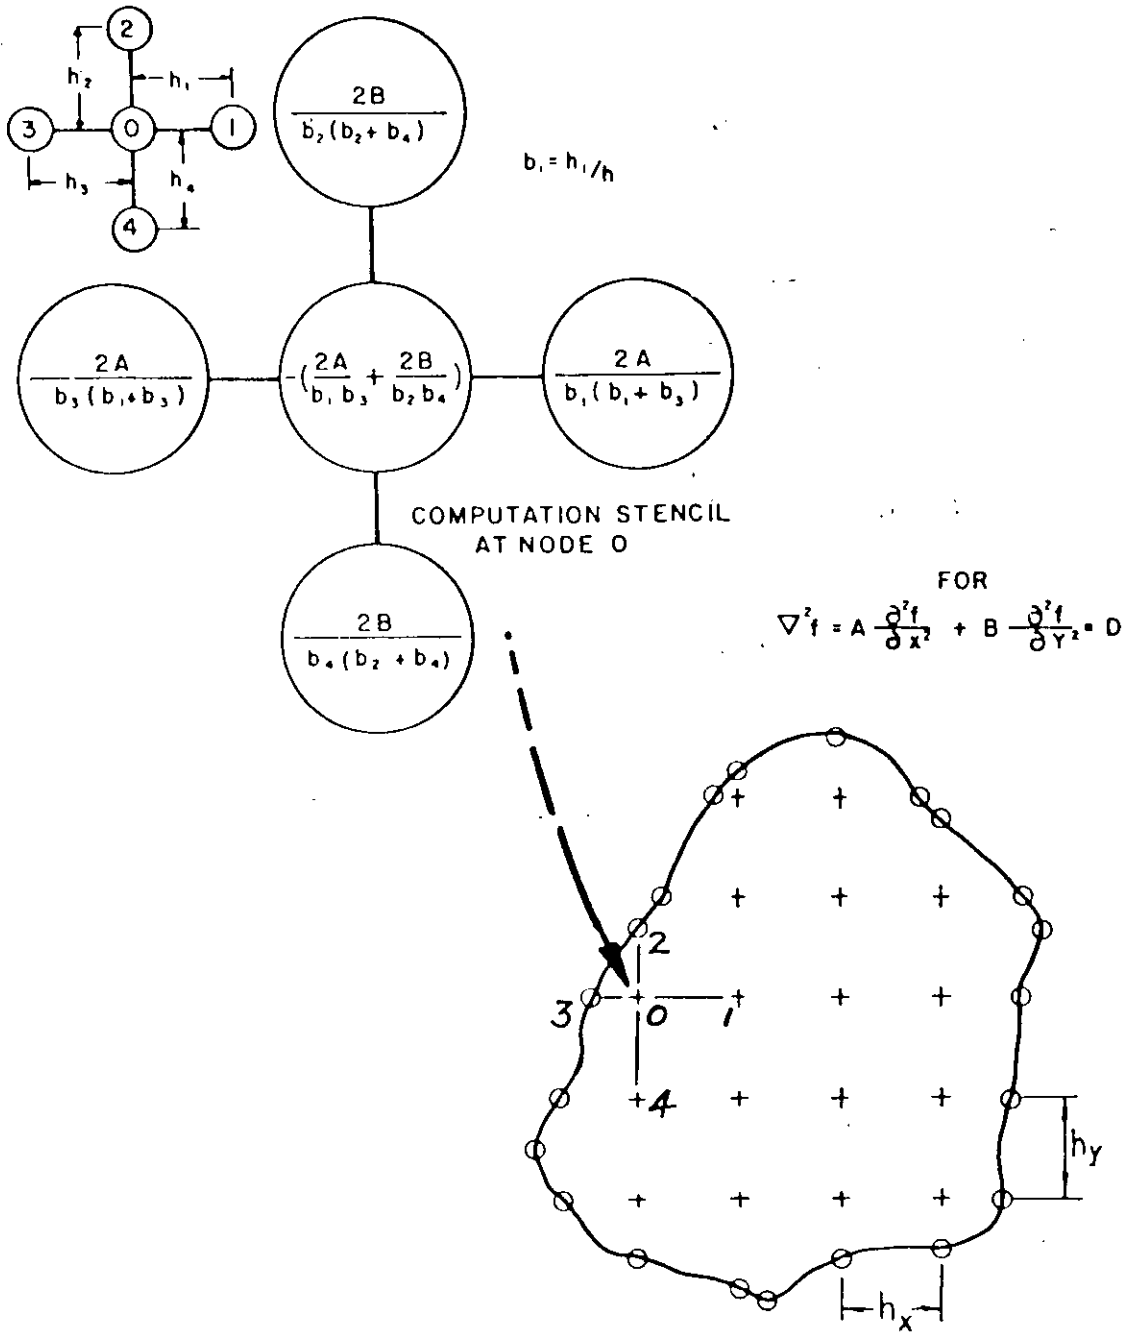 2
h₂
h₁
3
0
1
h₃
h₄
4
2B
b₂(b₂ + b₄)
b₁ = h₁/h
2A
b₃(b₁+b₃)
-(2A/b₁b₃ + 2B/b₂b₄)
2A
b₁(b₁ + b₃)
COMPUTATION STENCIL
AT NODE 0
2B
b₄(b₂ + b₄)
FOR
∇²f = A ∂²f/∂x² + B ∂²f/∂Y² = D
2
3
0
1
4
hy
hx